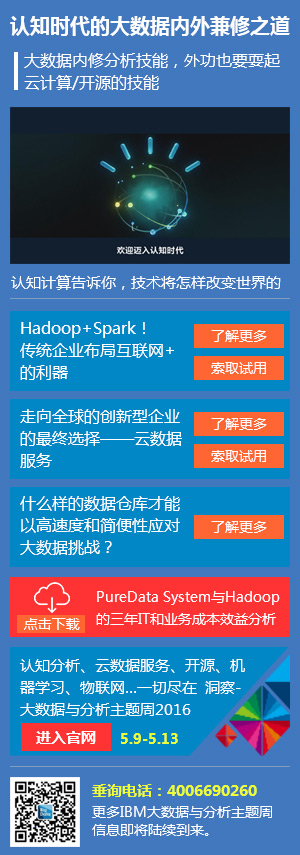 认知时代的大数据内外兼修之道
大数据内修分析技能，外功也要耍起
云计算/开源的技能
欢迎迈入认知时代
认知计算告诉你，技术将怎样改变世界的
Hadoop+Spark！
传统企业布局互联网+
的利器
了解更多
索取试用
走向全球的创新型企业
的最终选择——云数据
服务
了解更多
索取试用
什么样的数据仓库才能
以高速度和简便性应对
大数据挑战？
了解更多
点击下载
PureData System与Hadoop
的三年IT和业务成本效益分析
认知分析、云数据服务、开源、机
器学习、物联网...一切尽在 洞察-
大数据与分析主题周2016
进入官网
5.9-5.13
垂询电话：4006690260
更多IBM大数据与分析主题周
信息即将陆续到来。